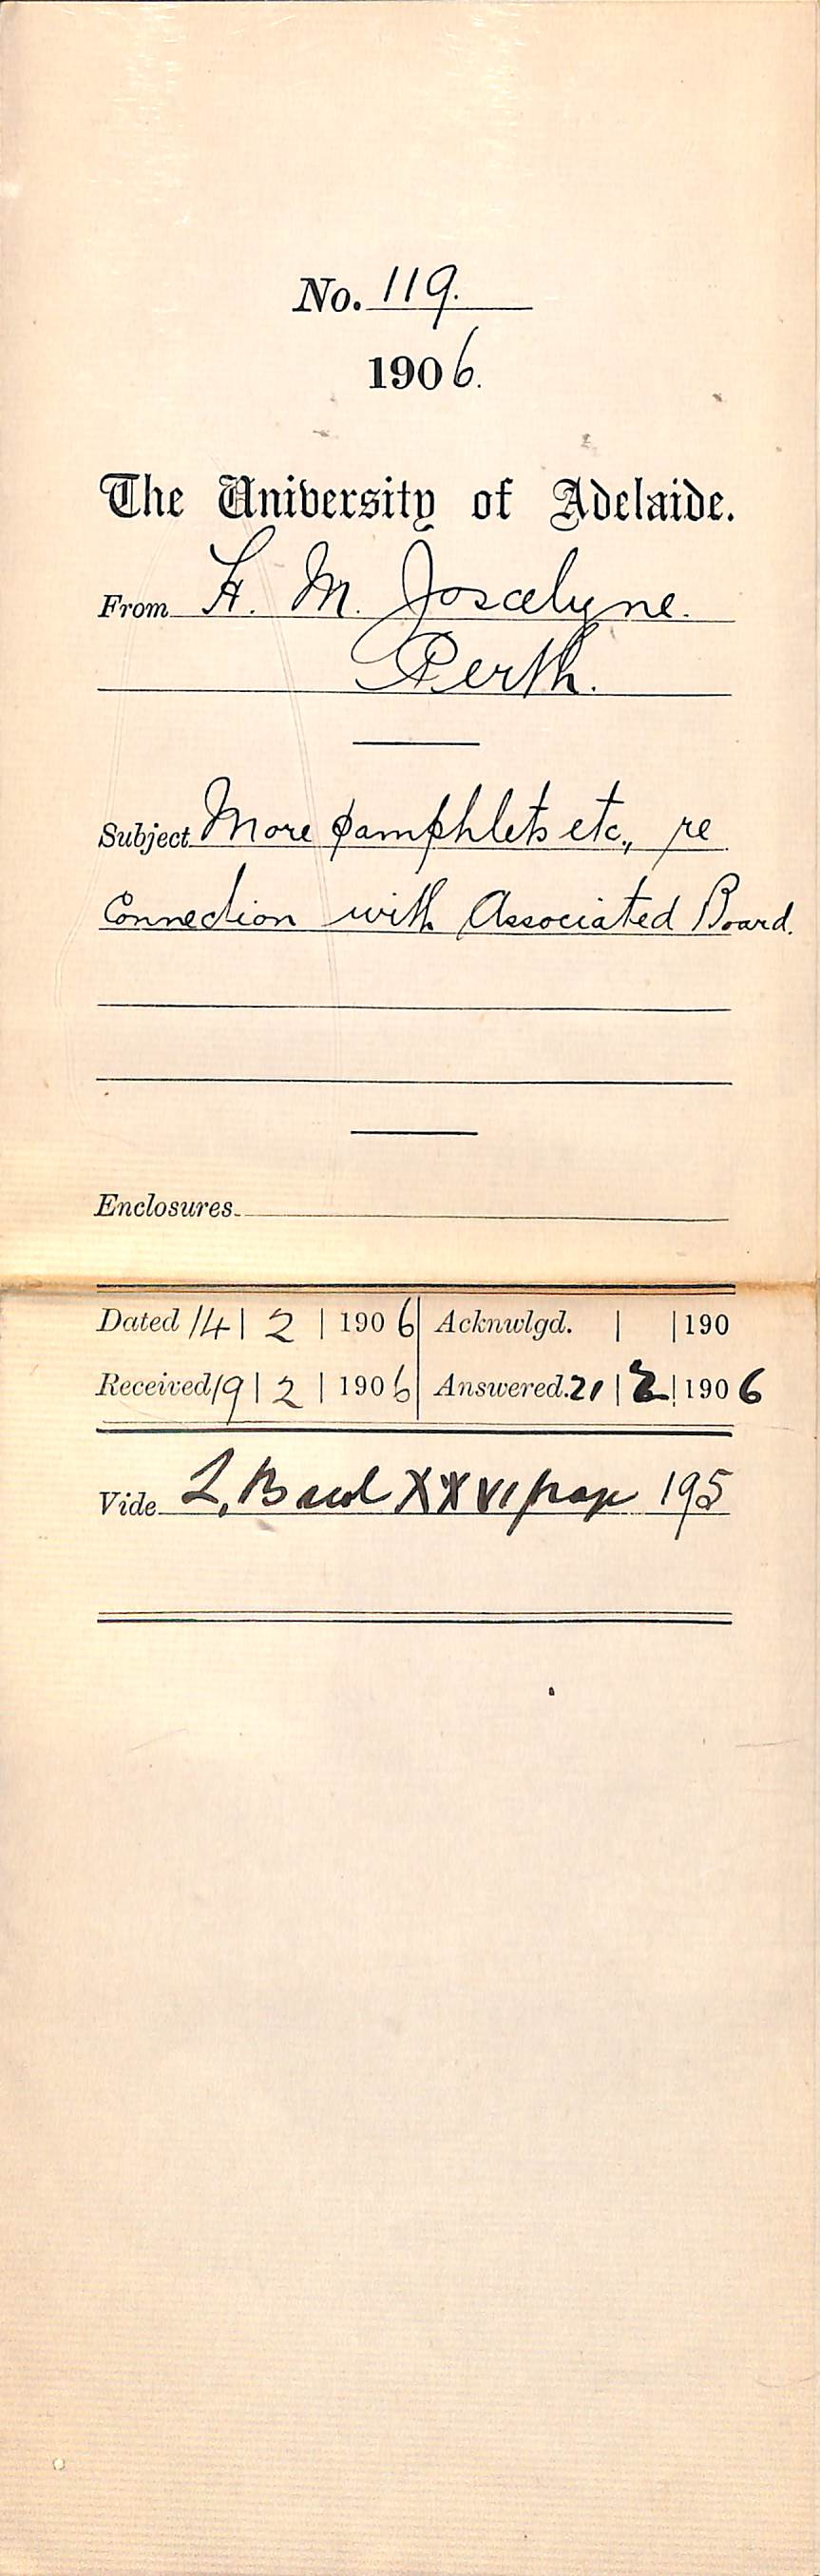 No. 119.
1906.
The University of Adelaide.
From H. M. Joscelyne.
Perth.
Subject More pamphlets etc., re
Connection with Associated Board.
Enclosures
Dated 14 | 2 | 1906 Acknwlgd. | | 190
Received 19 | 2 | 1906 Answered. 21 | 2 | 1906
Vide L. B XXVI page 195